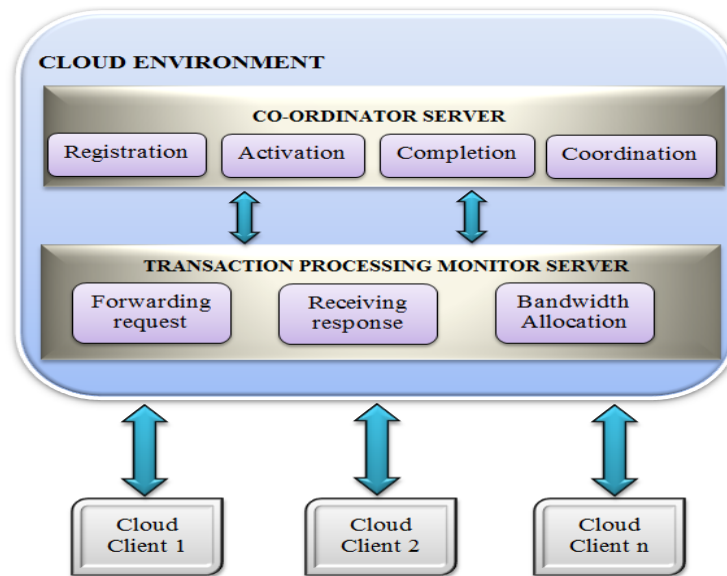 CLOUD ENVIRONMENT
CO-ORDINATOR SERVER
Registration
Activation
Completion
Coordination
TRANSACTION PROCESSING MONITOR SERVER
Forwarding
request
Receiving
response
Bandwidth
Allocation
Cloud
Client 1
Cloud
Client 2
Cloud
Client n